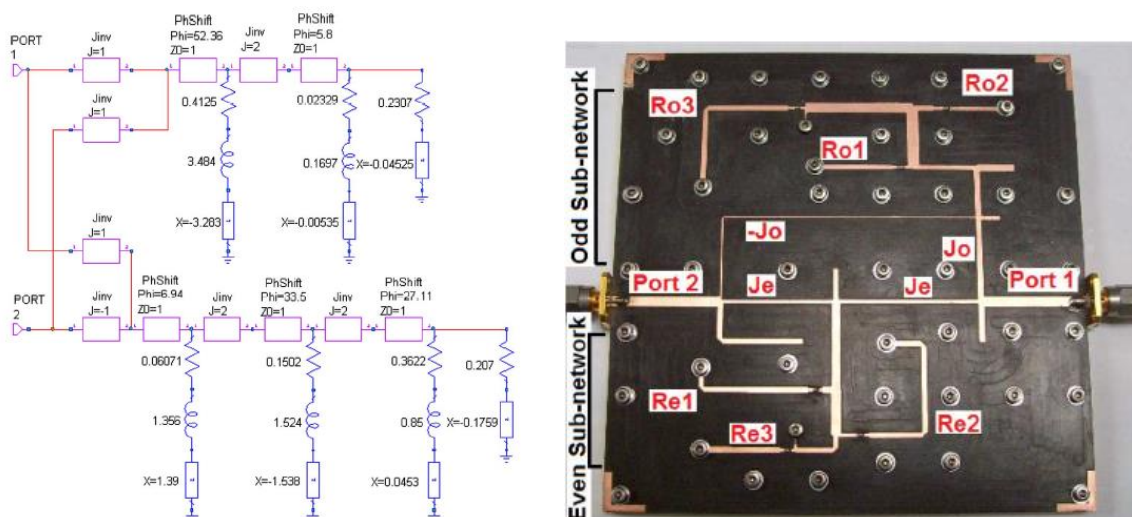 PORT
1
Jinv
J=1
PhShift
Phi=52.36
Z0=1
Jinv
J=2
PhShift
Phi=5.8
Z0=1
Jinv
J=1
0.4125
0.02329
0.2307
3.484
0.1697
X=-0.04525
X=-3.283
X=-0.00535
Jinv
J=1
PORT
2
Jinv
J=-1
PhShift
Phi=6.94
Z0=1
Jinv
J=2
PhShift
Phi=33.5
Z0=1
Jinv
J=2
PhShift
Phi=27.11
Z0=1
0.06071
0.1502
0.3622
0.207
1.356
1.524
0.85
X=-0.1759
X=1.39
X=-1.538
X=0.0453
Odd Sub-network
Even Sub-network
Ro3
Ro2
Ro1
-Jo
Jo
Port 2
Je
Je
Port 1
Re1
Re2
Re3